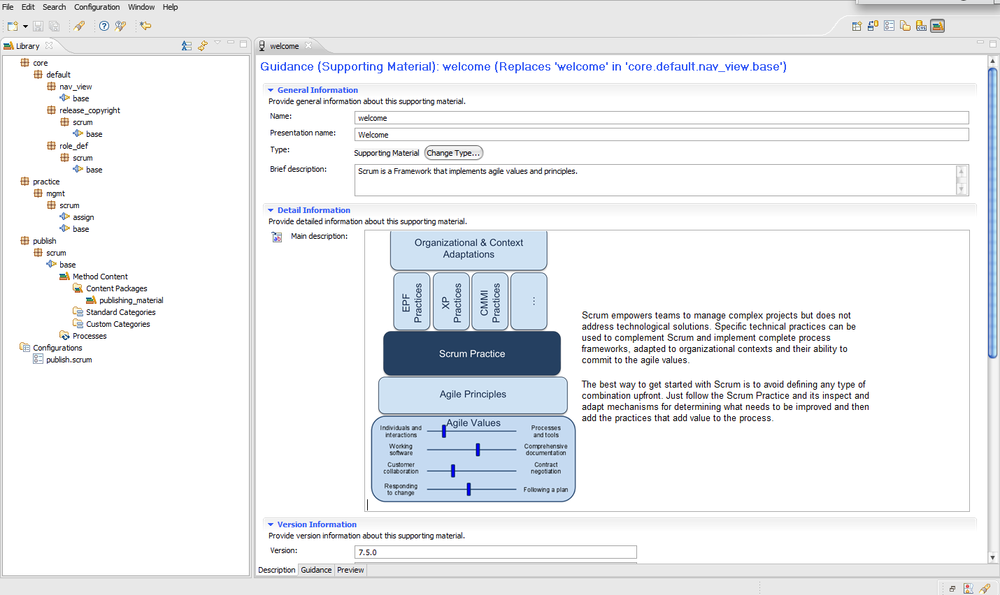 File Edit Search Configuration Window Help
Library
core
default
nav_view
base
release_copyright
scrum
base
role_def
scrum
base
practice
mgmt
scrum
assign
base
publish
scrum
base
Method Content
Content Packages
publishing_material
Standard Categories
Custom Categories
Processes
Configurations
publish.scrum
welcome
Guidance (Supporting Material): welcome (Replaces 'welcome' in 'core.default.nav_view.base')
General Information
Provide general information about this supporting material.
Name: welcome
Presentation name: Welcome
Type: Supporting Material Change Type...
Brief description: Scrum is a Framework that implements agile values and principles.
Detail Information
Provide detailed information about this supporting material.
Main description:
Organizational & Context
Adaptations
EPF
Practices
XP
Practices
CMMI
Practices
...
Scrum Practice
Agile Principles
Agile Values
Individuals and
interactions
Processes
and tools
Working
software
Comprehensive
documentation
Customer
collaboration
Contract
negotiation
Responding
to change
Following a plan
Scrum empowers teams to manage complex projects but does not
address technological solutions. Specific technical practices can be
used to complement Scrum and implement complete process
frameworks, adapted to organizational contexts and their ability to
commit to the agile values.
The best way to get started with Scrum is to avoid defining any type of
combination upfront. Just follow the Scrum Practice and its inspect and
adapt mechanisms for determining what needs to be improved and then
add the practices that add value to the process.
Version Information
Provide version information about this supporting material.
Version: 7.5.0
Description Guidance Preview